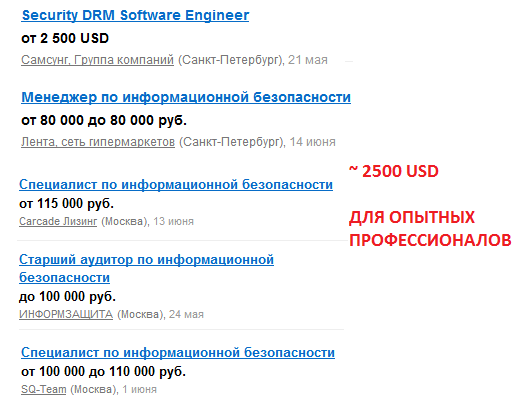 Security DRM Software Engineer
от 2 500 USD
Самсунг, Группа компаний (Санкт-Петербург), 21 мая
Менеджер по информационной безопасности
от 80 000 до 80 000 руб.
Лента, сеть гипермаркетов (Санкт-Петербург), 14 июня
~ 2500 USD
Специалист по информационной безопасности
от 115 000 руб.
Carcade Лизинг (Москва), 13 июня
ДЛЯ ОПЫТНЫХ
ПРОФЕССИОНАЛОВ
Старший аудитор по информационной
безопасности
до 100 000 руб.
ИНФОРМЗАЩИТА (Москва), 24 мая
Специалист по информационной безопасности
от 100 000 до 110 000 руб.
SQ-Team (Москва), 1 июня